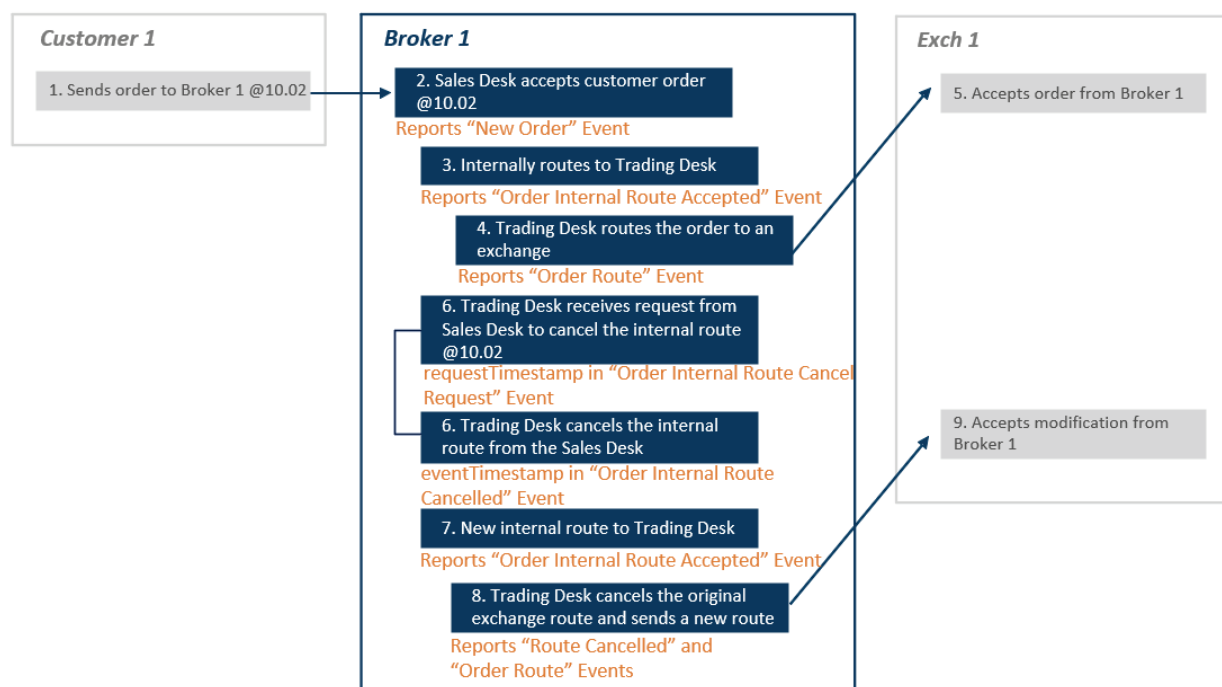 Customer 1
1. Sends order to Broker 1 @10.02
Broker 1
2. Sales Desk accepts customer order
@10.02
Reports “New Order” Event
3. Internally routes to Trading Desk
Reports “Order Internal Route Accepted” Event
4. Trading Desk routes the order to an
exchange
Reports “Order Route” Event
6. Trading Desk receives request from
Sales Desk to cancel the internal route
@10.02
requestTimestamp in “Order Internal Route Cancel
Request” Event
6. Trading Desk cancels the internal
route from the Sales Desk
eventTimestamp in “Order Internal Route
Cancelled” Event
7. New internal route to Trading Desk
Reports “Order Internal Route Accepted” Event
8. Trading Desk cancels the original
exchange route and sends a new route
Reports “Route Cancelled” and
“Order Route” Events
Exch 1
5. Accepts order from Broker 1
9. Accepts modification from
Broker 1